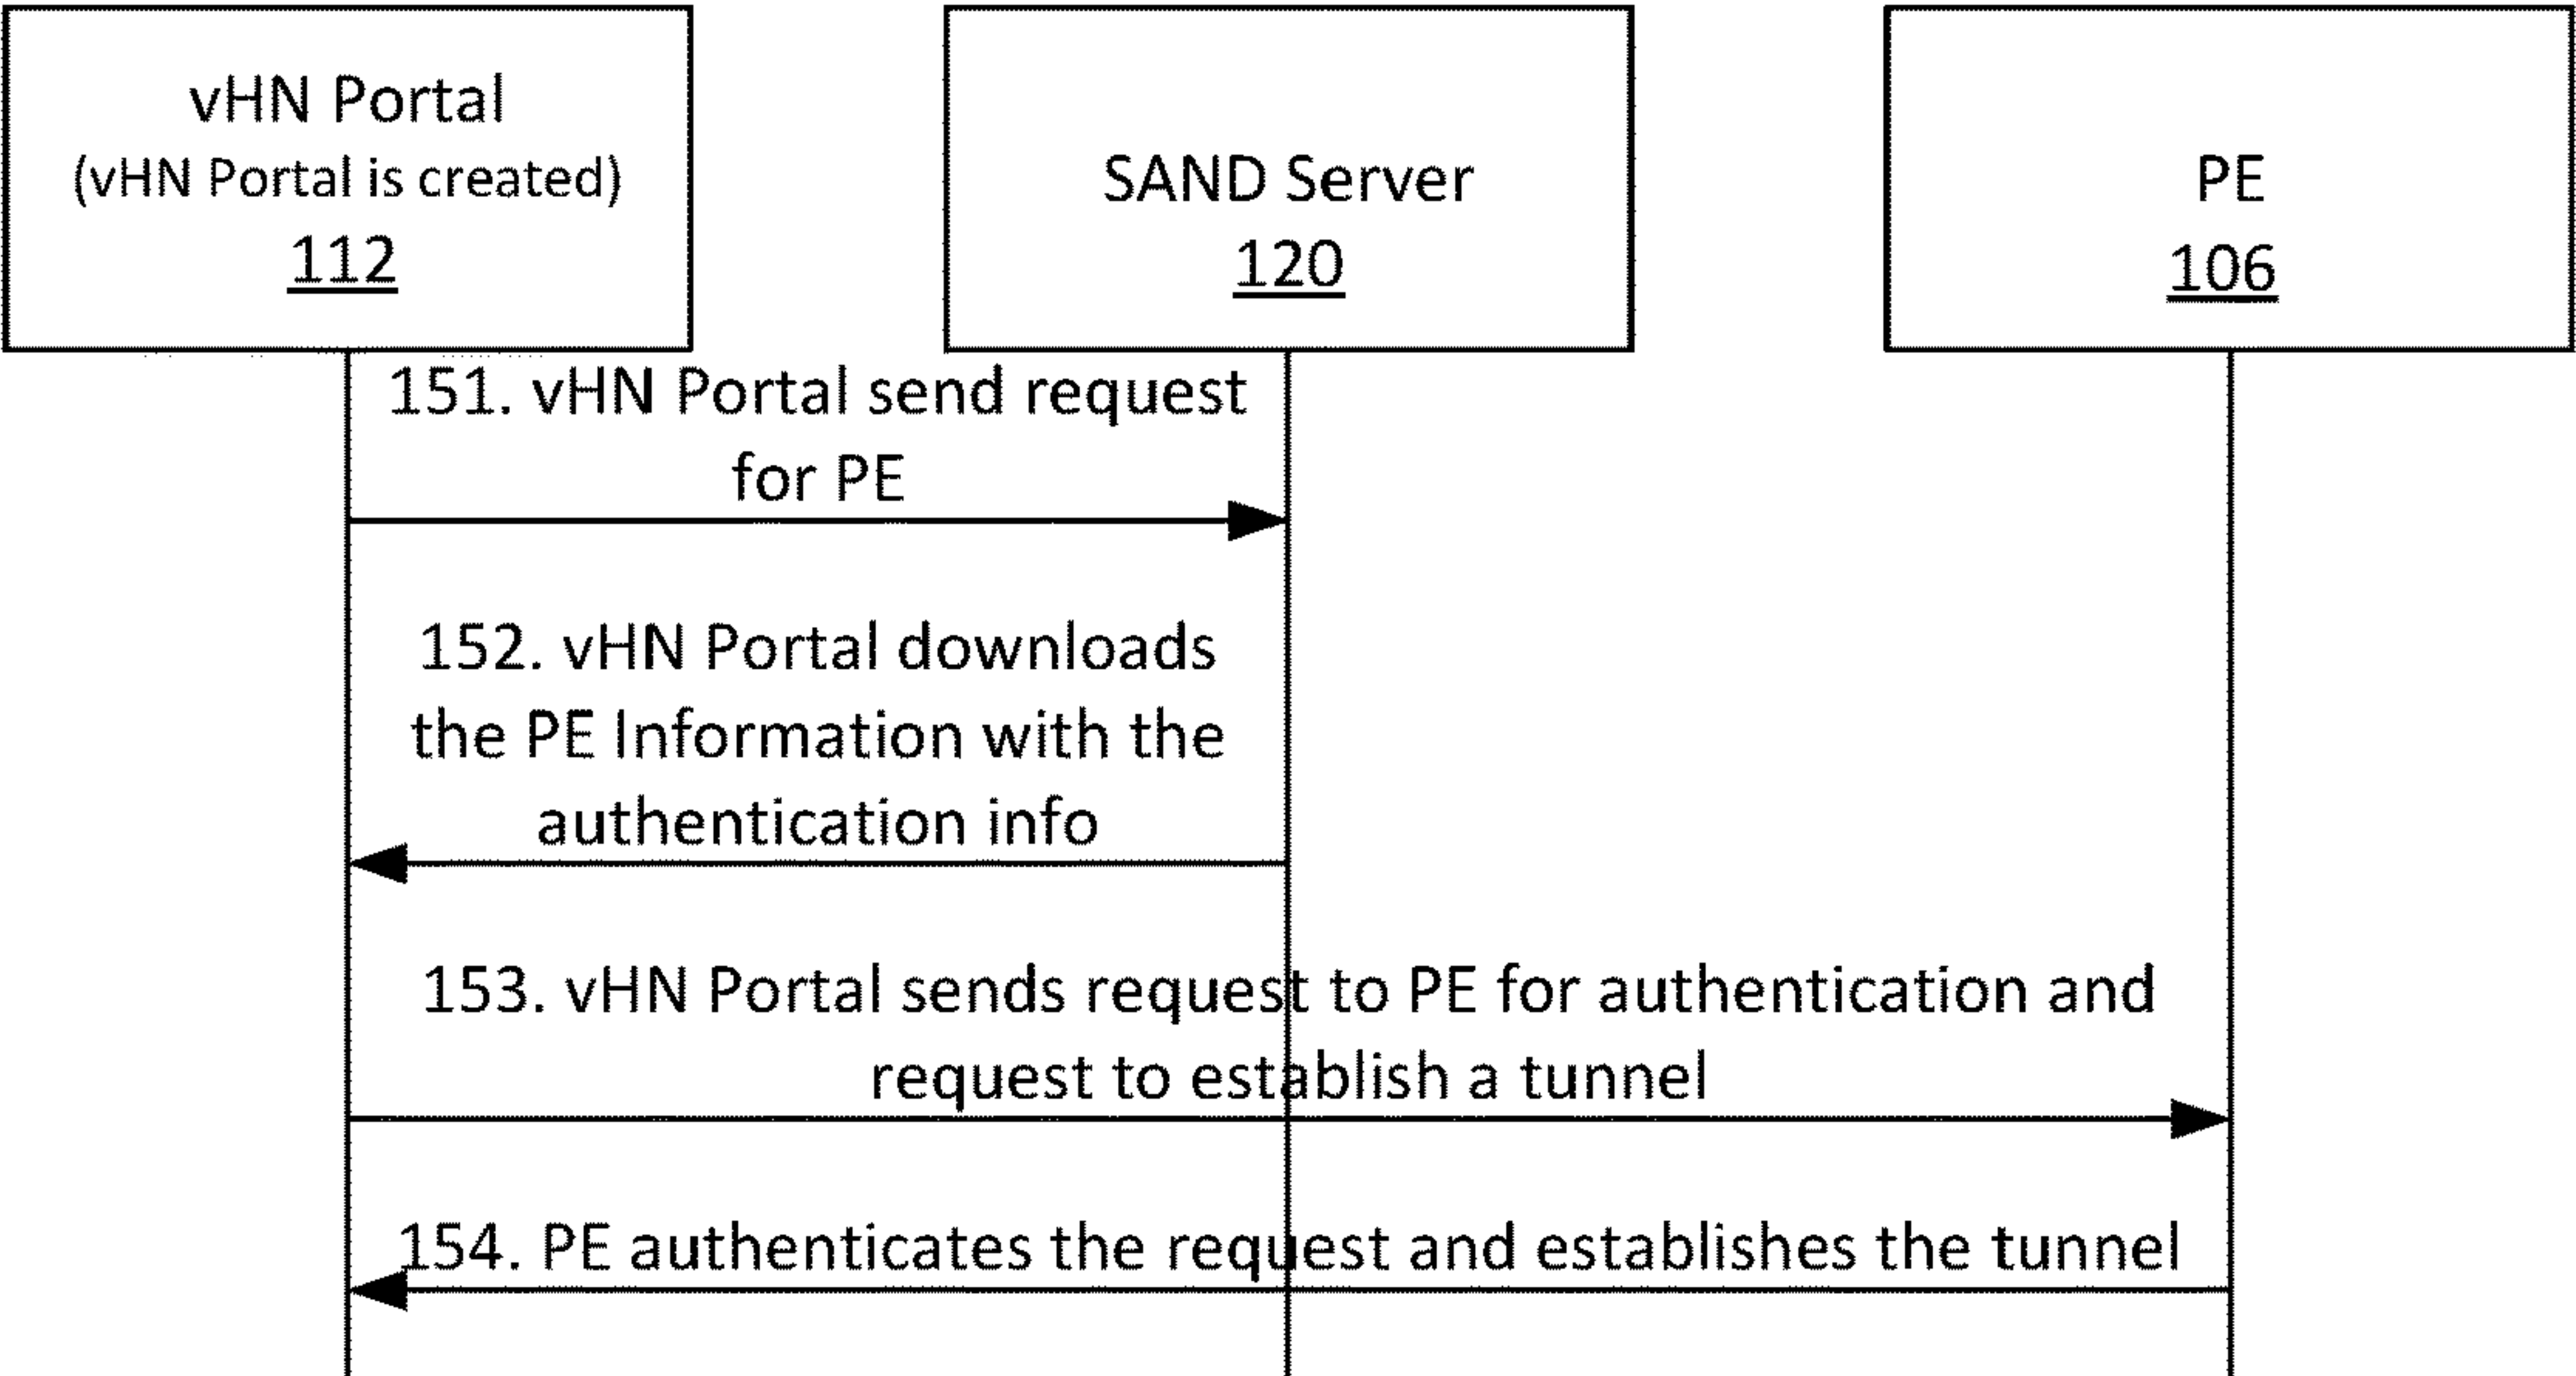 vHN Portal
(vHN Portal is created)
112
SAND Server
120
PE
106
151. vHN Portal send request
for PE
152. vHN Portal downloads
the PE Information with the
authentication info
153. vHN Portal sends request to PE for authentication and
request to establish a tunnel
154. PE authenticates the request and establishes the tunnel